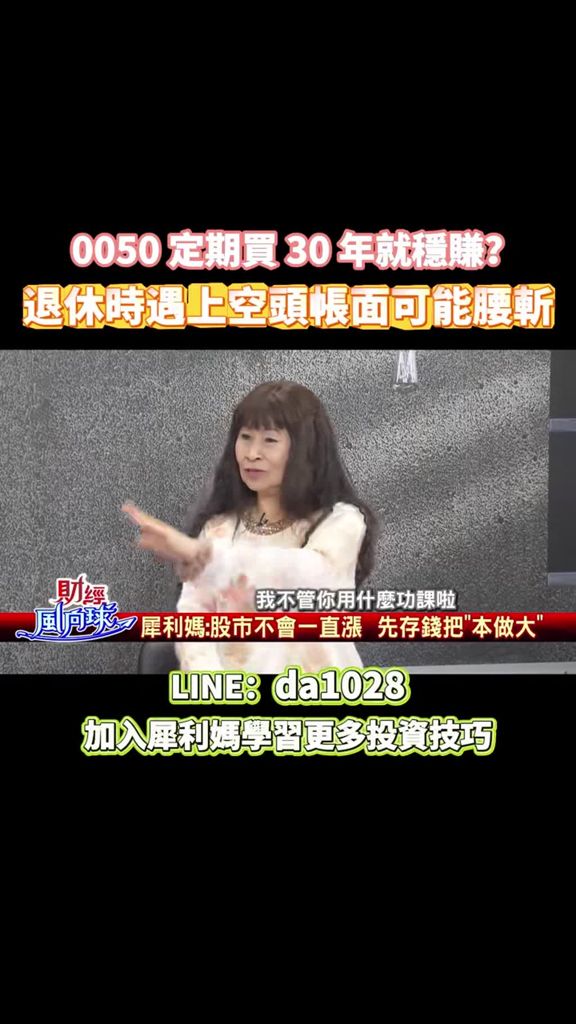 0050 定期買 30 年就穩賺?
退休時遇上空頭帳面可能腰斬
我不管你用什麼功課啦
財經
風向球
犀利媽:股市不會一直漲 先存錢把"本做大"
LINE：da1028
加入犀利媽學習更多投資技巧